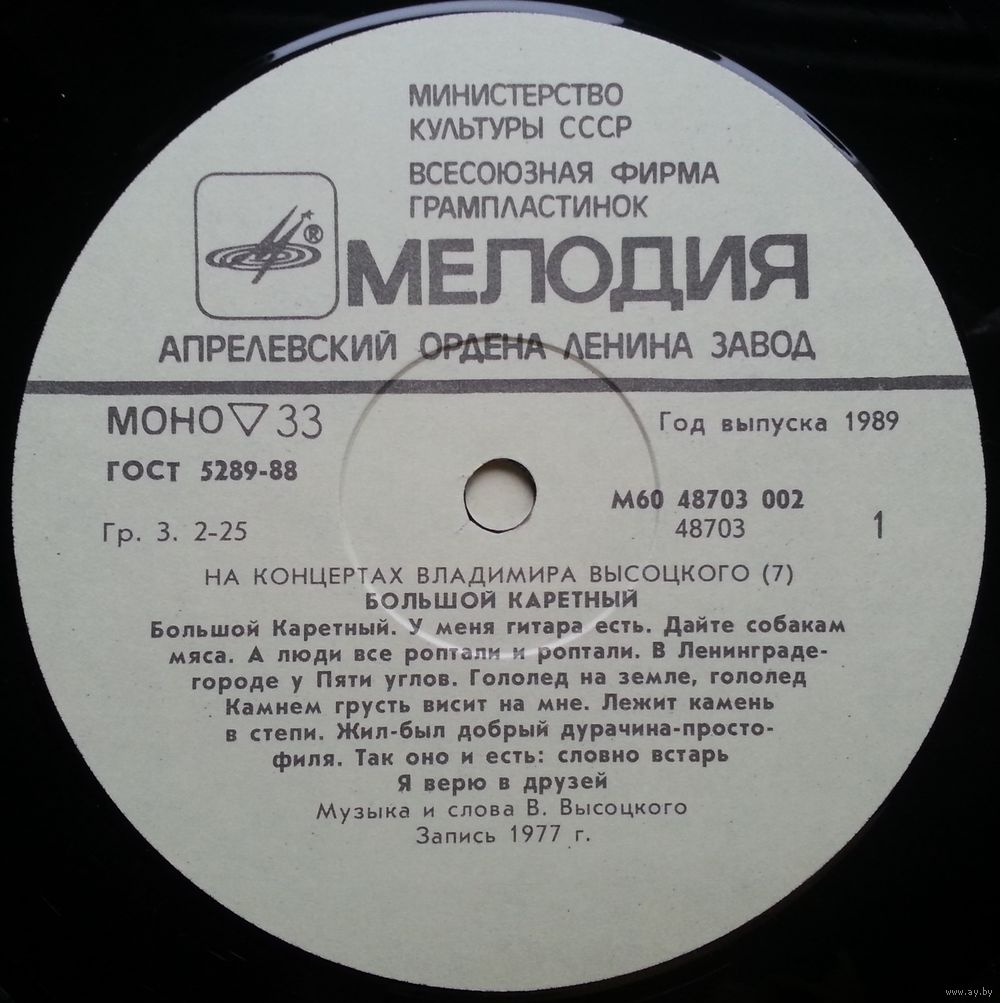 МИНИСТЕРСТВО
КУЛЬТУРЫ СССР
ВСЕСОЮЗНАЯ ФИРМА
ГРАМПЛАСТИНОК
®
МЕЛОДИЯ
АПРЕЛЕВСКИЙ ОРДЕНА ЛЕНИНА ЗАВОД
МОНО ▽ 33
Год выпуска 1989
ГОСТ 5289-88
М60 48703 002
Гр. 3. 2-25
48703
1
НА КОНЦЕРТАХ ВЛАДИМИРА ВЫСОЦКОГО (7)
БОЛЬШОЙ КАРЕТНЫЙ
Большой Каретный. У меня гитара есть. Дайте собакам
мяса. А люди все роптали и роптали. В Ленинграде-
городе у Пяти углов. Гололед на земле, гололед
Камнем грусть висит на мне. Лежит камень
в степи. Жил-был добрый дурачина-просто-
филя. Так оно и есть: словно встарь
Я верю в друзей
Музыка и слова В. Высоцкого
Запись 1977 г.
www.ay.by